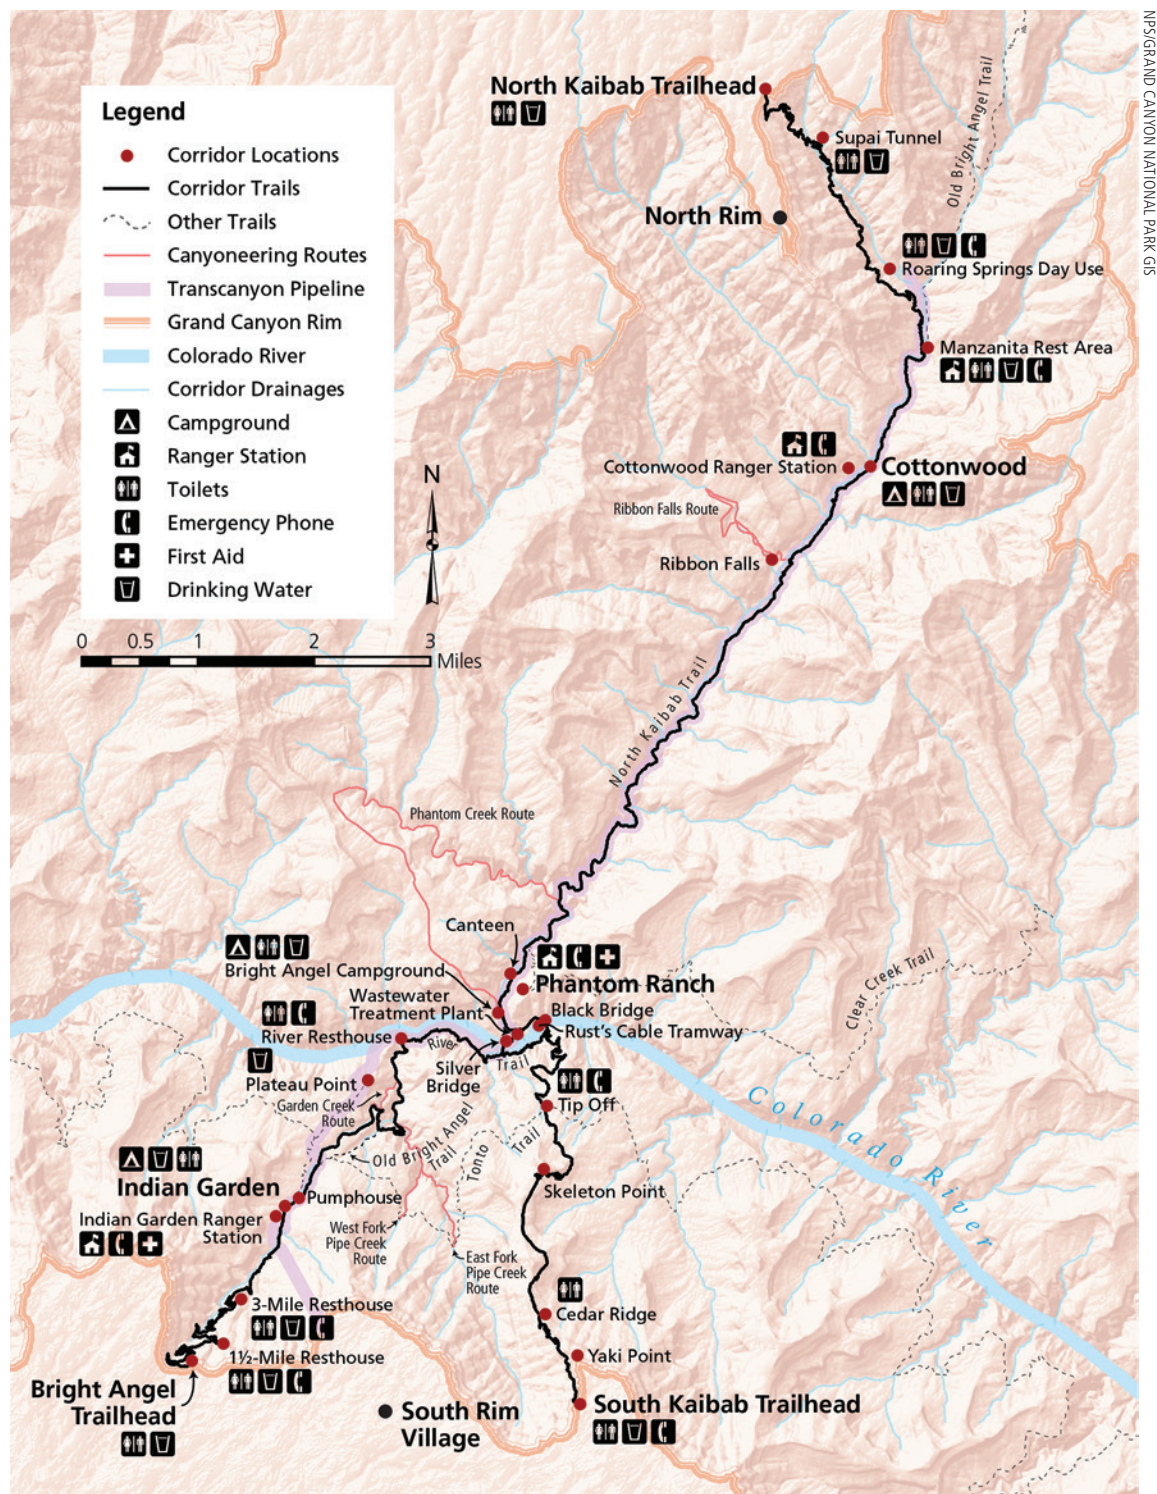 NPS/GRAND CANYON NATIONAL PARK GIS
Legend
Corridor Locations
Corridor Trails
Other Trails
Canyoneering Routes
Transcanyon Pipeline
Grand Canyon Rim
Colorado River
Corridor Drainages
Campground
Ranger Station
Toilets
Emergency Phone
First Aid
Drinking Water
N
0 0.5 1 2 3
Miles
North Kaibab Trailhead
Supai Tunnel
Old Bright Angel Trail
North Rim
Roaring Springs Day Use
Manzanita Rest Area
Cottonwood Ranger Station
Cottonwood
Ribbon Falls Route
Ribbon Falls
North Kaibab Trail
Phantom Creek Route
Canteen
Bright Angel Campground
Phantom Ranch
Clear Creek Trail
Wastewater
Treatment Plant
Black Bridge
Rust's Cable Tramway
River Resthouse
River
Trail
Silver
Bridge
Plateau Point
Garden Creek
Route
Tip Off
Colorado River
Old Bright Angel
Trail
Tonto
Trail
Indian Garden
Pumphouse
Skeleton Point
Indian Garden Ranger
Station
West Fork
Pipe Creek
Route
East Fork
Pipe Creek
Route
3-Mile Resthouse
Cedar Ridge
1½-Mile Resthouse
Yaki Point
Bright Angel
Trailhead
South Rim
Village
South Kaibab Trailhead